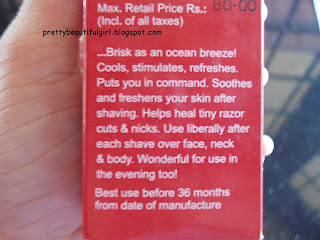 Max. Retail Price Rs.: 80-00
(Incl. of all taxes)
prettybeautifulgirl.blogspot.com
...Brisk as an ocean breeze!
Cools, stimulates, refreshes.
Puts you in command. Soothes
and freshens your skin after
shaving. Helps heal tiny razor
cuts & nicks. Use liberally after
each shave over face, neck
& body. Wonderful for use in
the evening too!
Best use before 36 months
from date of manufacture